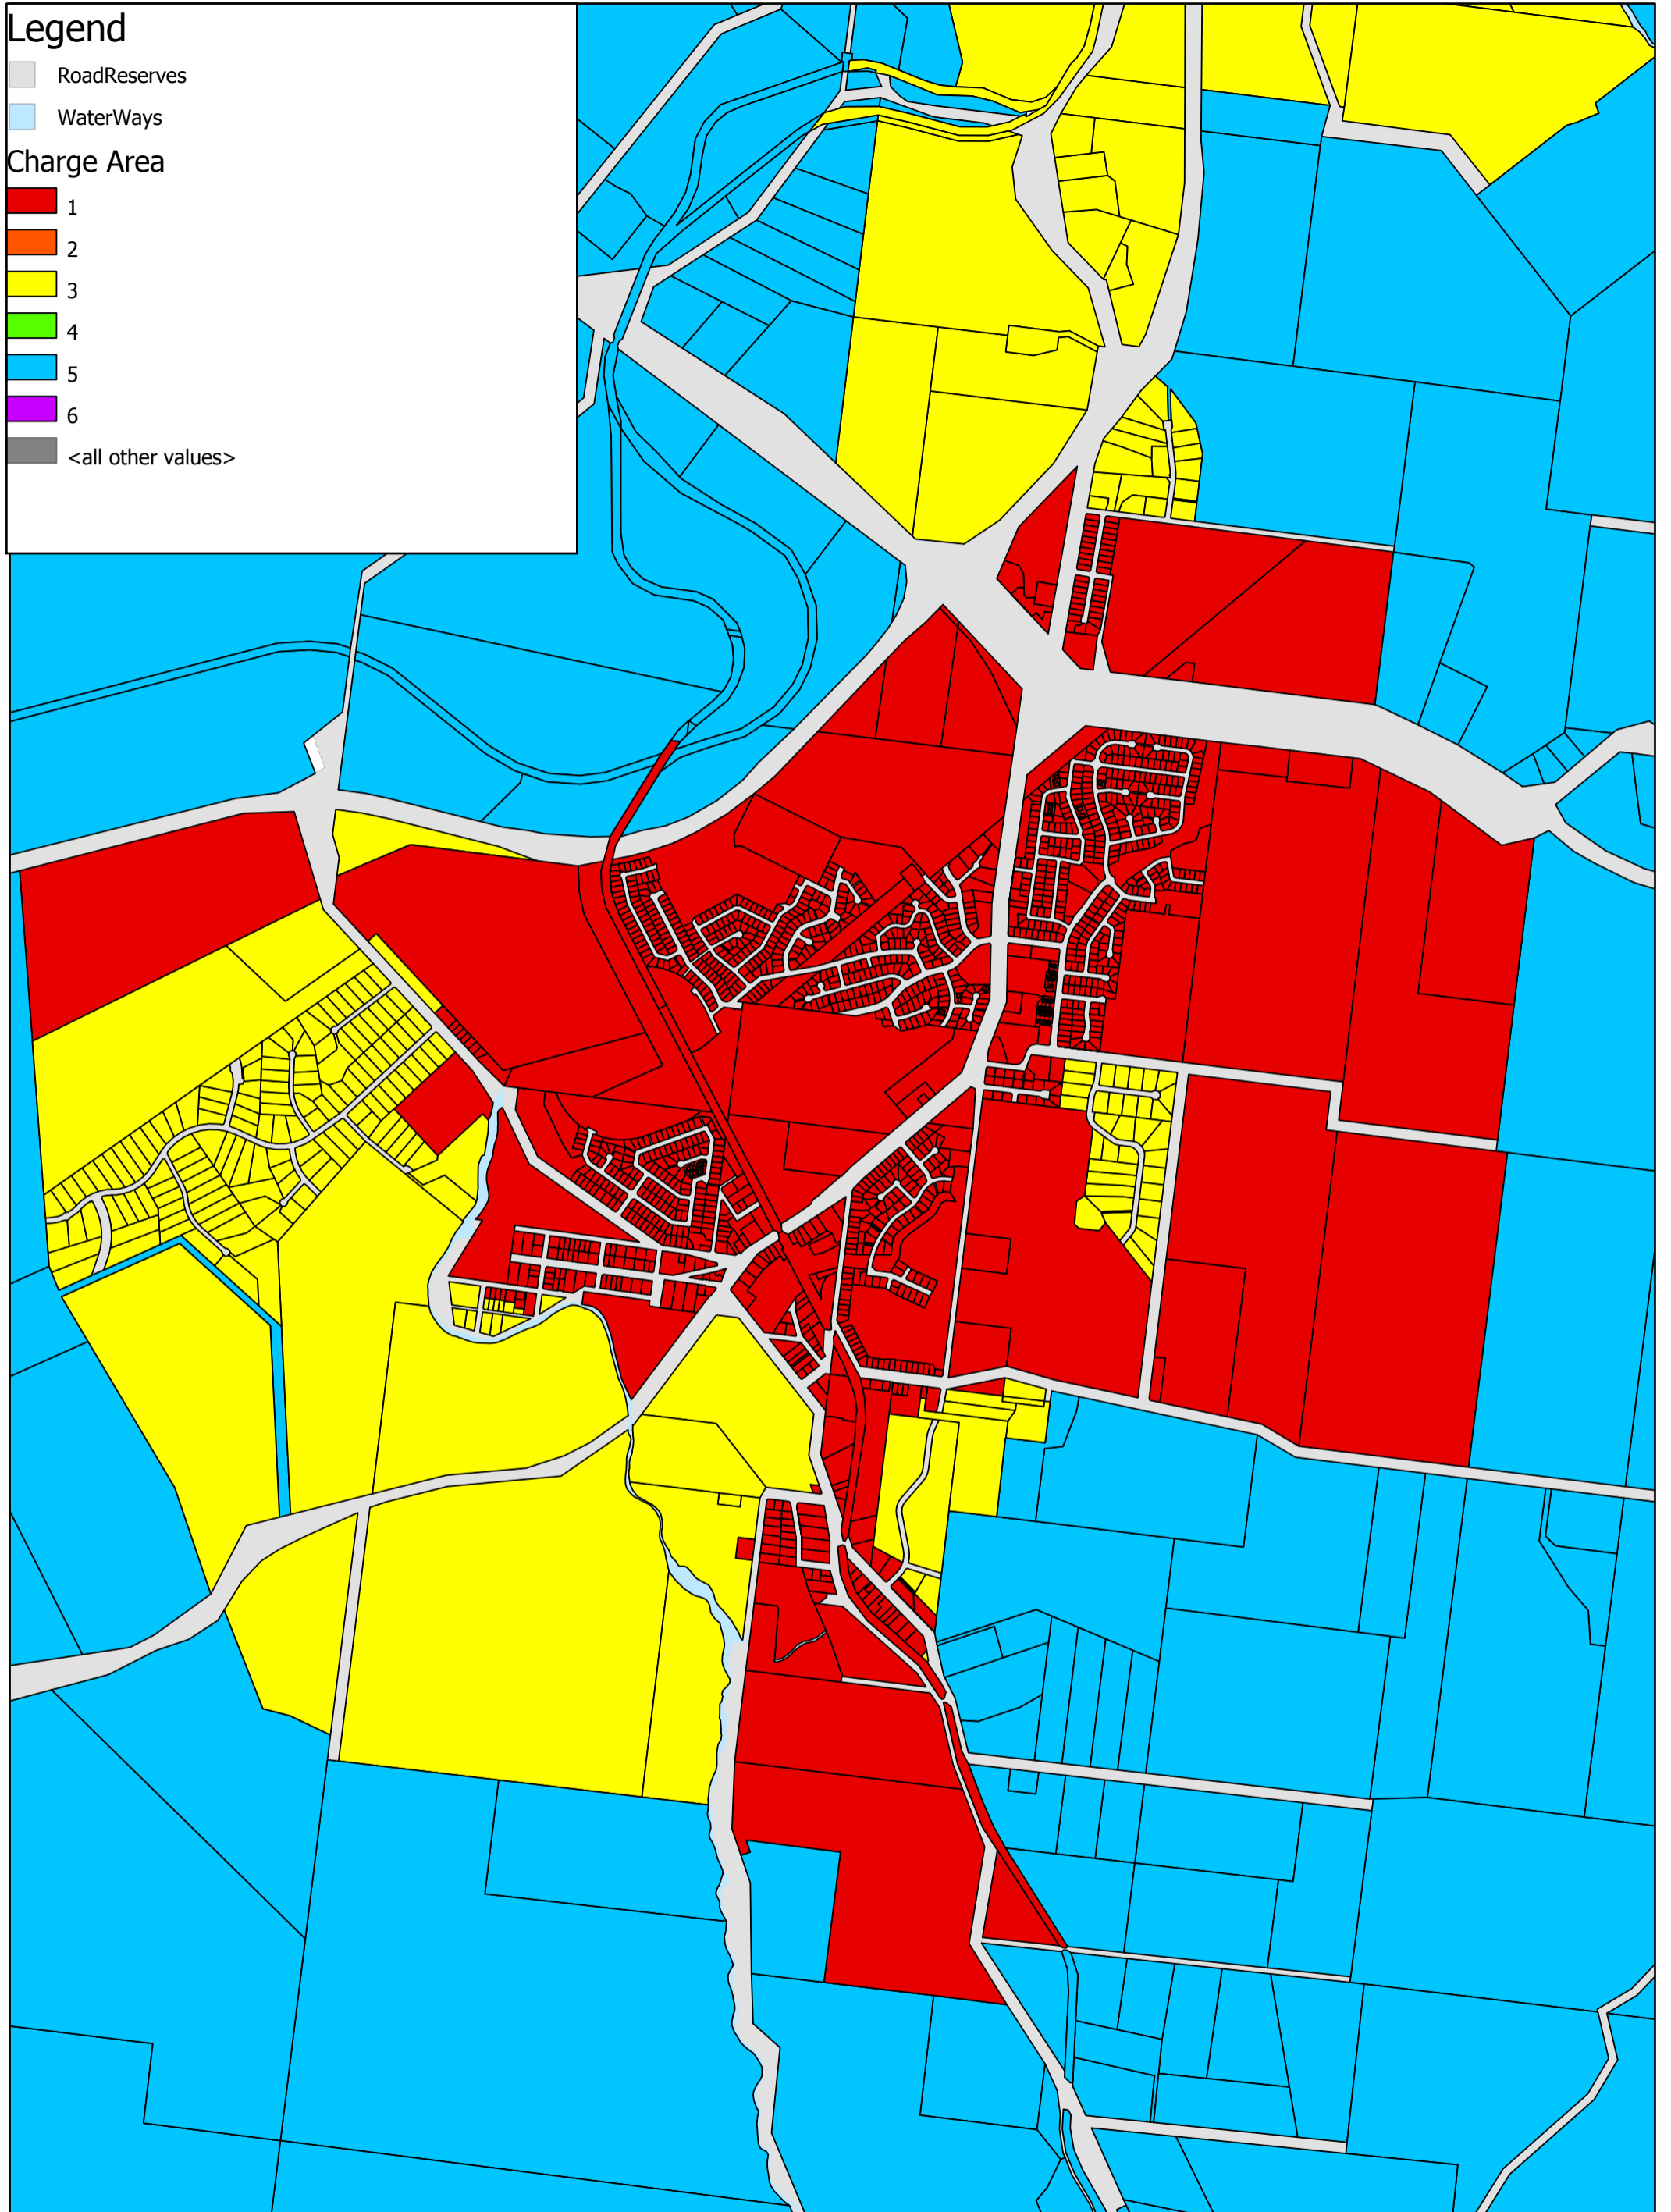 Legend
RoadReserves
WaterWays
Charge Area
1
2
3
4
5
6
<all other values>